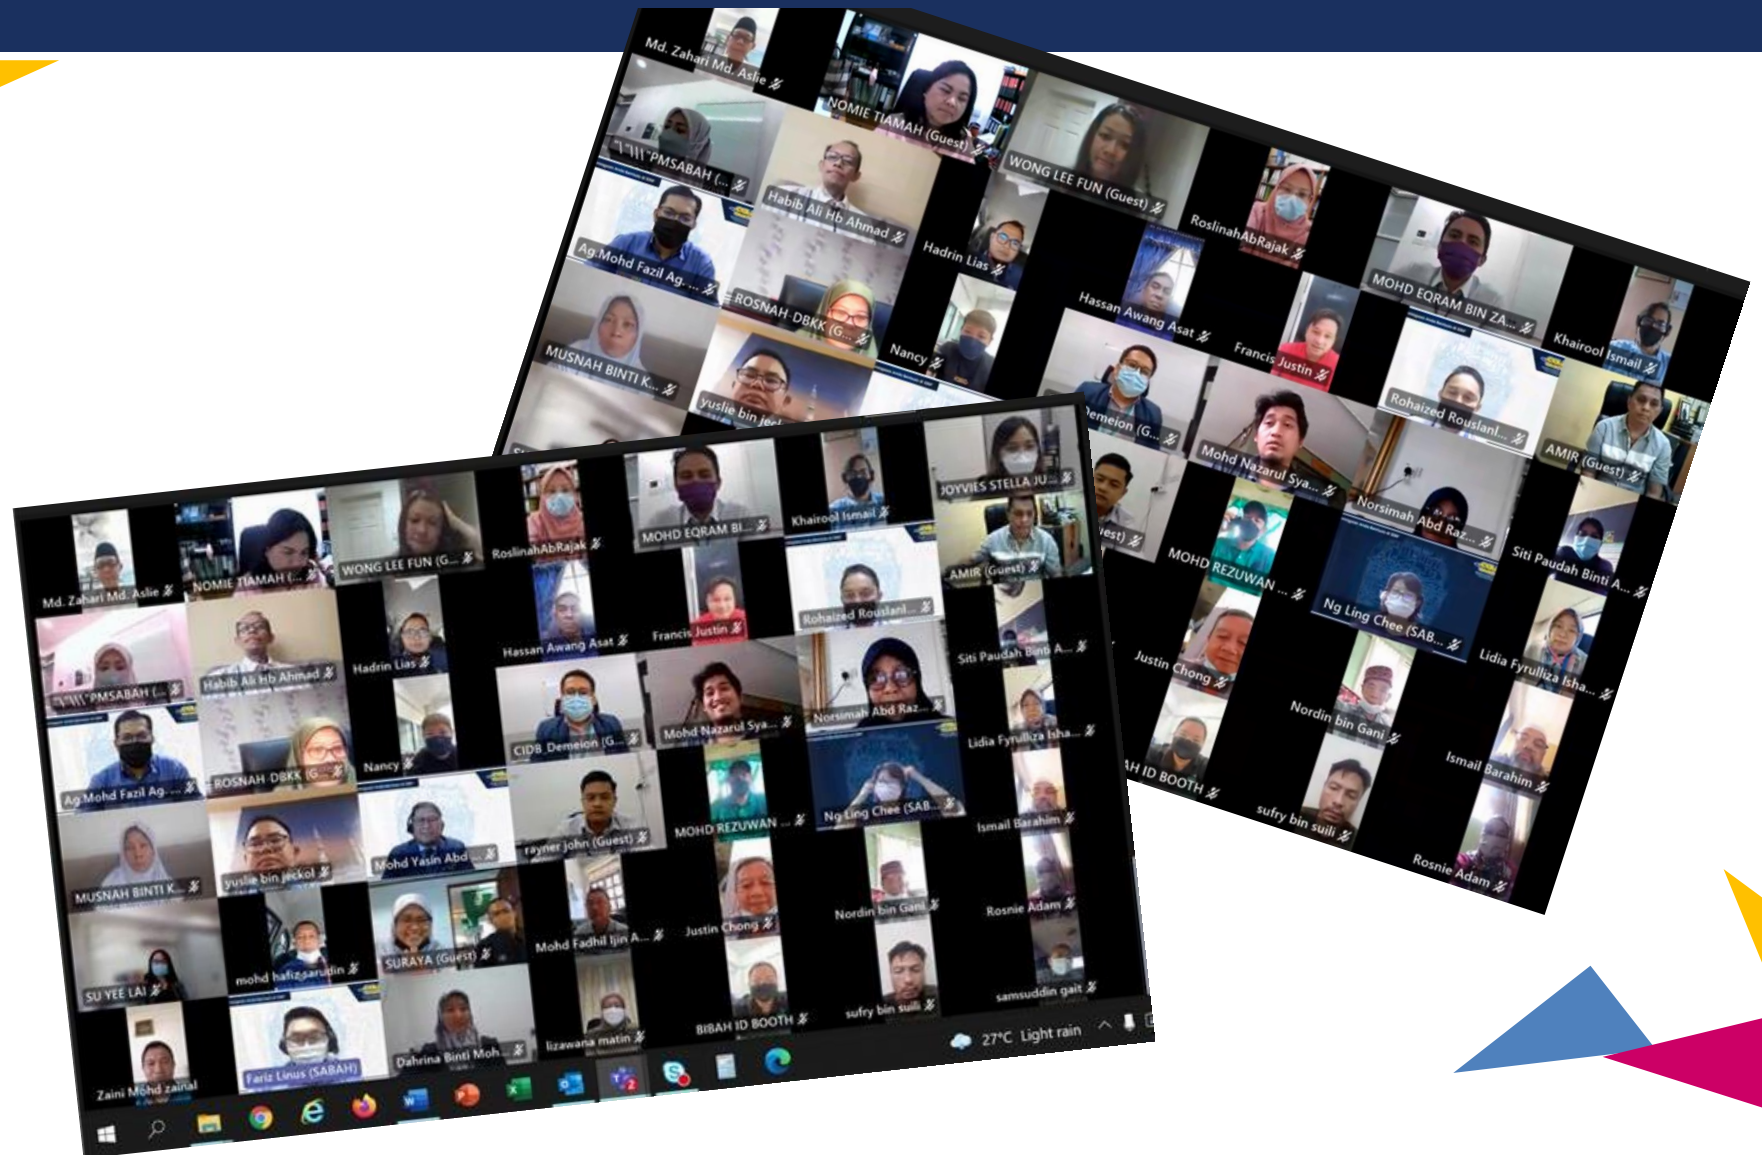 Md. Zahari Md. Aslie
NOMIE TIAMAH (Guest)
WONG LEE FUN (Guest)
RoslinahAbRajak
MOHD EQRAM BIN ZA...
Khairool Ismail
"\"\\\"PMSABAH (...
Habib Ali Hb Ahmad
Hadrin Lias
Hassan Awang Asat
Francis Justin
Rohaized Rouslanl...
AMIR (Guest)
Ag.Mohd Fazil Ag. ...
ROSNAH-DBKK (G...
Nancy
Demeion (G...
Mohd Nazarul Sya...
Norsimah Abd Raz...
Siti Paudah Binti A...
MUSNAH BINTI K...
yuslie bin jeckol
uest)
MOHD REZUWAN ...
Ng Ling Chee (SAB...
Lidia Fyrulliza Isha...
Justin Chong
Nordin bin Gani
Ismail Barahim
AH ID BOOTH
sufry bin suili
Rosnie Adam
Md. Zahari Md. Aslie
NOMIE TIAMAH (...
WONG LEE FUN (G...
RoslinahAbRajak
MOHD EQRAM BI...
Khairool Ismail
JOYVIES STELLA JU...
"\"\\\"PMSABAH (...
Habib Ali Hb Ahmad
Hadrin Lias
Hassan Awang Asat
Francis Justin
Rohaized Rouslanl...
AMIR (Guest)
Ag.Mohd Fazil Ag. ...
ROSNAH-DBKK (G...
Nancy
CIDB_Demeion (G...
Mohd Nazarul Sya...
Norsimah Abd Raz...
Siti Paudah Binti A...
MUSNAH BINTI K...
yuslie bin jeckol
Mohd Yasin Abd ...
rayner john (Guest)
MOHD REZUWAN ...
Ng Ling Chee (SAB...
Lidia Fyrulliza Isha...
SU YEE LAI
mohd hafiz sarudin
SURAYA (Guest)
Mohd Fadhil Ijin A...
Justin Chong
Nordin bin Gani
Ismail Barahim
Rosnie Adam
Zaini Mohd zainal
Fariz Linus (SABAH)
Dahrina Binti Moh...
lizawana matin
BIBAH ID BOOTH
sufry bin suili
samsuddin gait
27°C Light rain